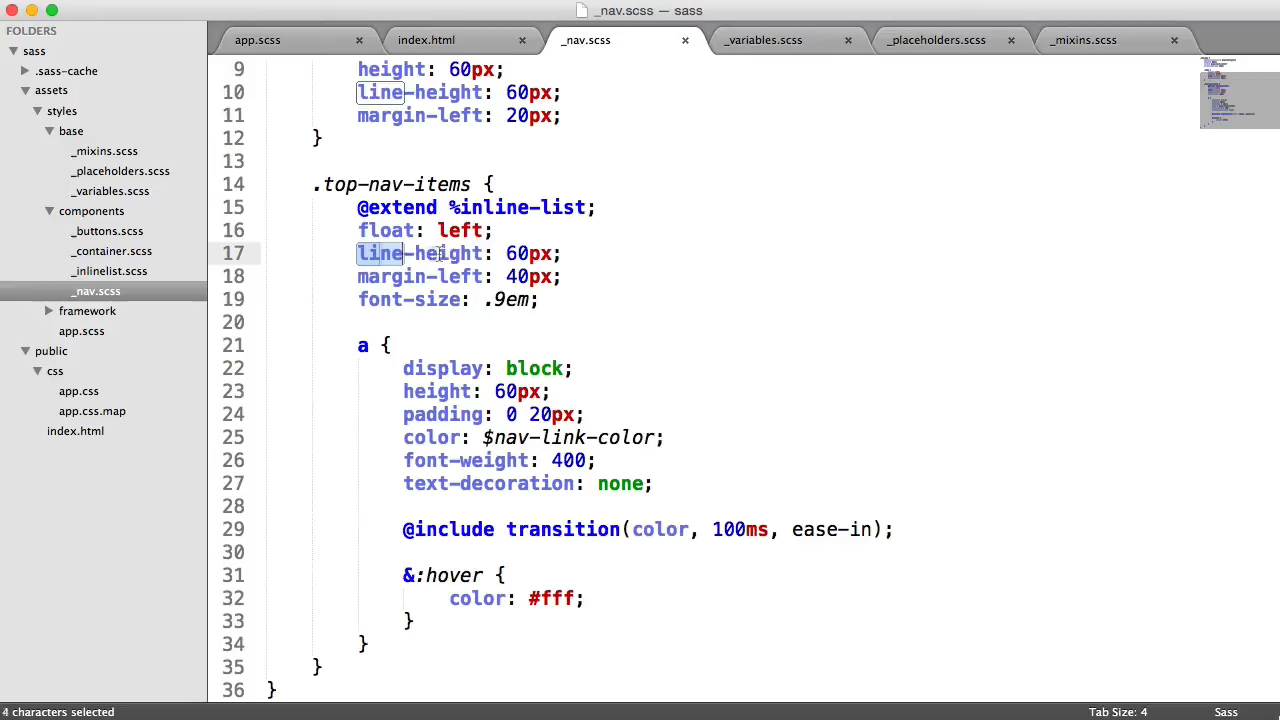 _nav.scss — sass
FOLDERS
sass
.sass-cache
assets
styles
base
_mixins.scss
_placeholders.scss
_variables.scss
components
_buttons.scss
_container.scss
_inlinelist.scss
_nav.scss
framework
app.scss
public
css
app.css
app.css.map
index.html
app.scss × index.html × _nav.scss × _variables.scss × _placeholders.scss × _mixins.scss ×
9 height: 60px;
10 line-height: 60px;
11 margin-left: 20px;
12 }
13
14 .top-nav-items {
15 @extend %inline-list;
16 float: left;
17 line-height: 60px;
18 margin-left: 40px;
19 font-size: .9em;
20
21 a {
22 display: block;
23 height: 60px;
24 padding: 0 20px;
25 color: $nav-link-color;
26 font-weight: 400;
27 text-decoration: none;
28
29 @include transition(color, 100ms, ease-in);
30
31 &:hover {
32 color: #fff;
33 }
34 }
35 }
36 }
4 characters selected
Tab Size: 4 Sass